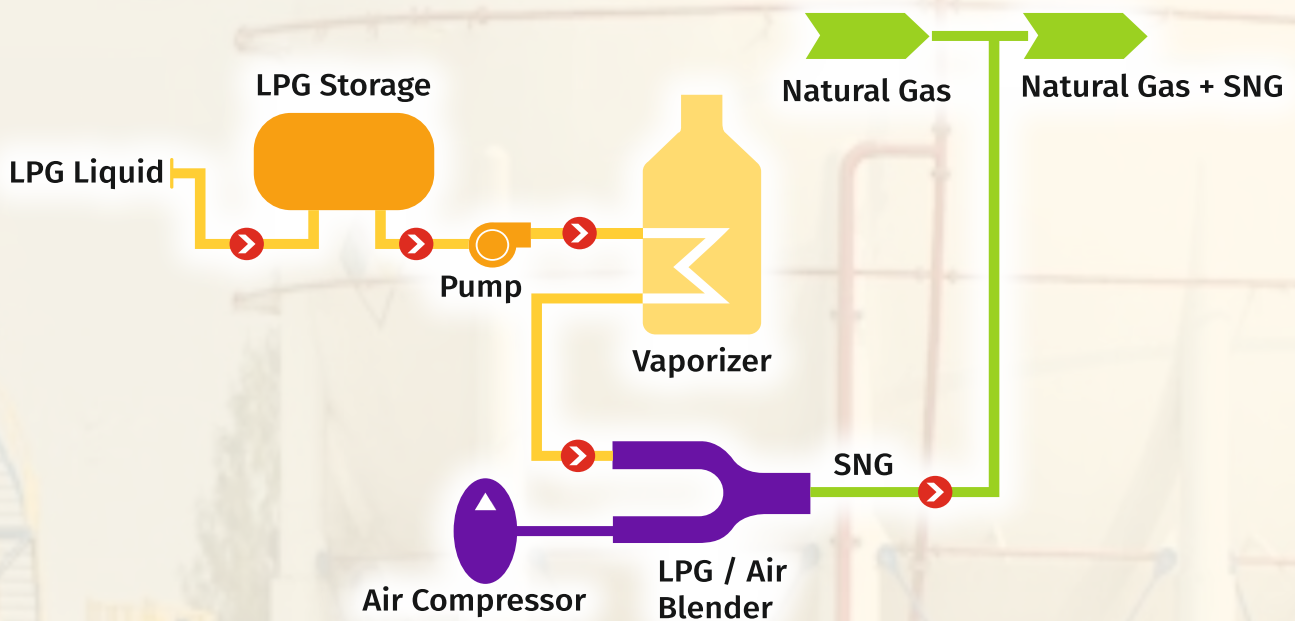 LPG Storage
LPG Liquid
Pump
Vaporizer
Natural Gas
Natural Gas + SNG
SNG
Air Compressor
LPG / Air
Blender